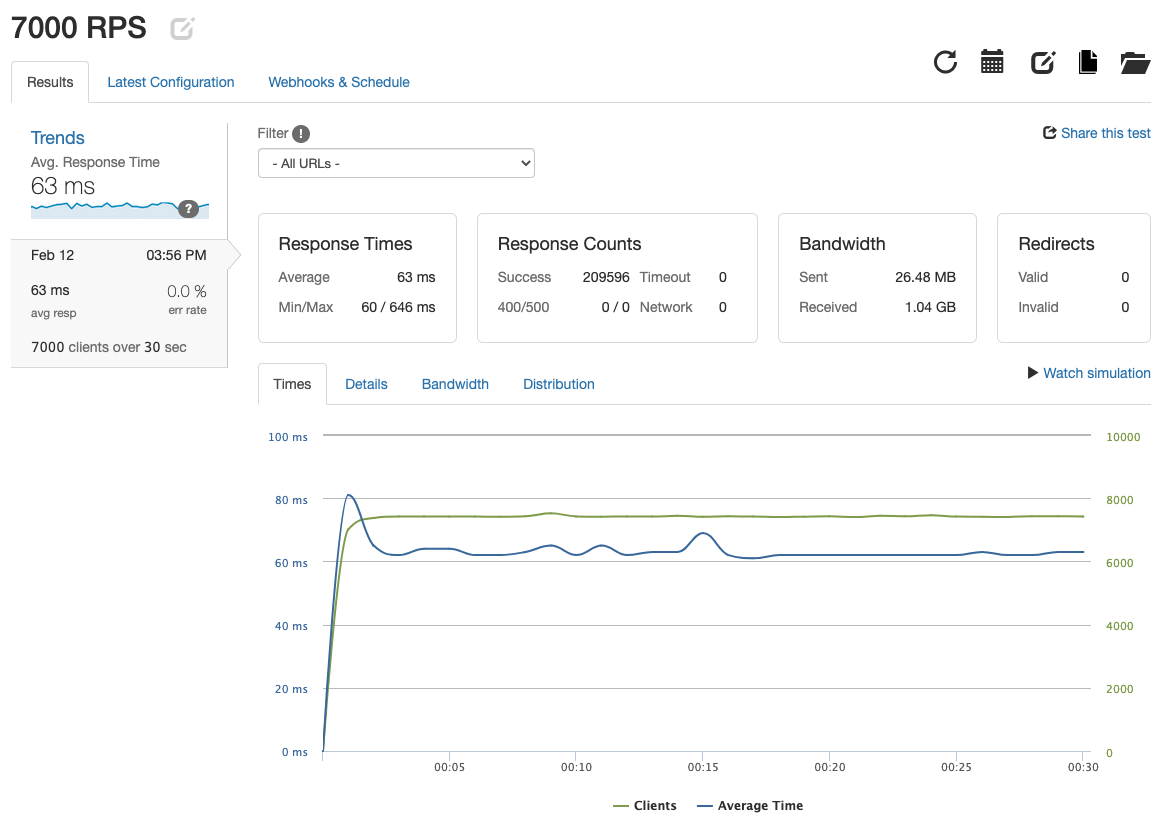 7000 RPS
Results Latest Configuration Webhooks & Schedule
Trends
Avg. Response Time
63 ms
?
Feb 12 03:56 PM
63 ms 0.0 %
avg resp err rate
7000 clients over 30 sec
Filter !
- All URLs -
Share this test
Response Times
Average 63 ms
Min/Max 60 / 646 ms
Response Counts
Success 209596 Timeout 0
400/500 0 / 0 Network 0
Bandwidth
Sent 26.48 MB
Received 1.04 GB
Redirects
Valid 0
Invalid 0
Times Details Bandwidth Distribution
Watch simulation
100 ms 10000
80 ms 8000
60 ms 6000
40 ms 4000
20 ms 2000
0 ms 0
00:05 00:10 00:15 00:20 00:25 00:30
Clients Average Time